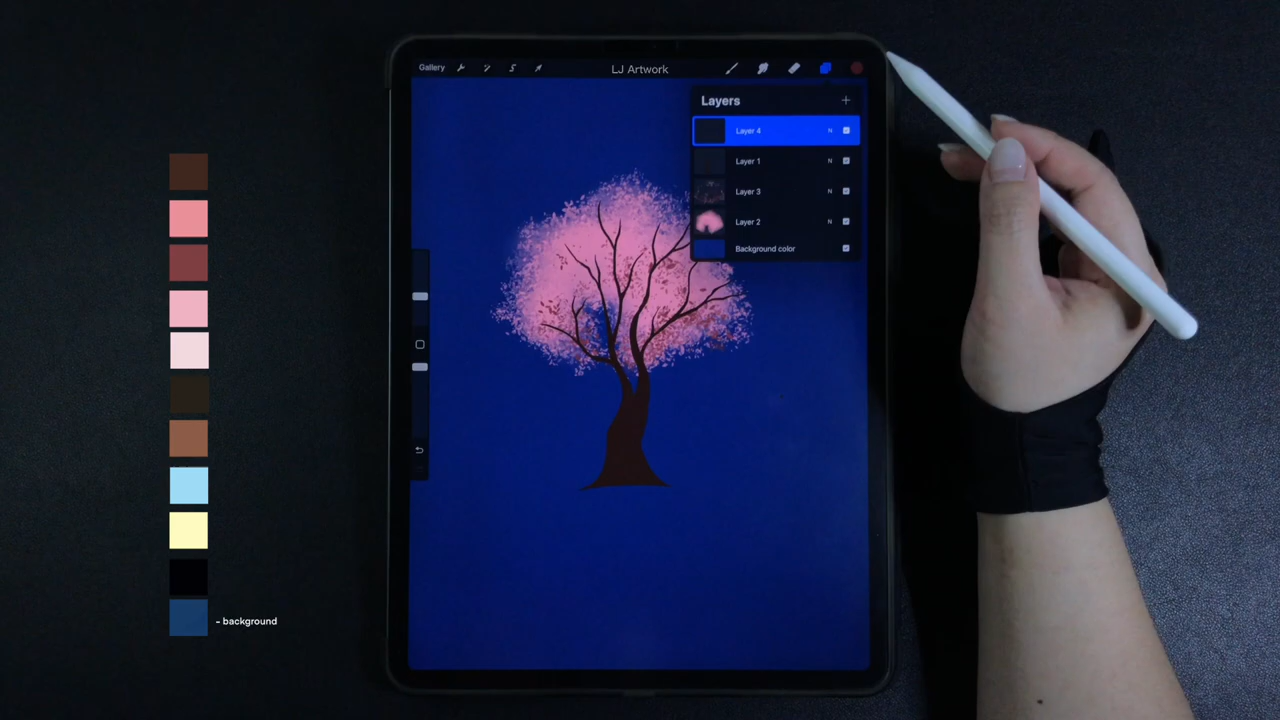 Gallery
LJ Artwork
Layers
Layer 4 N
Layer 1 N
Layer 3 N
Layer 2 N
Background color
- background